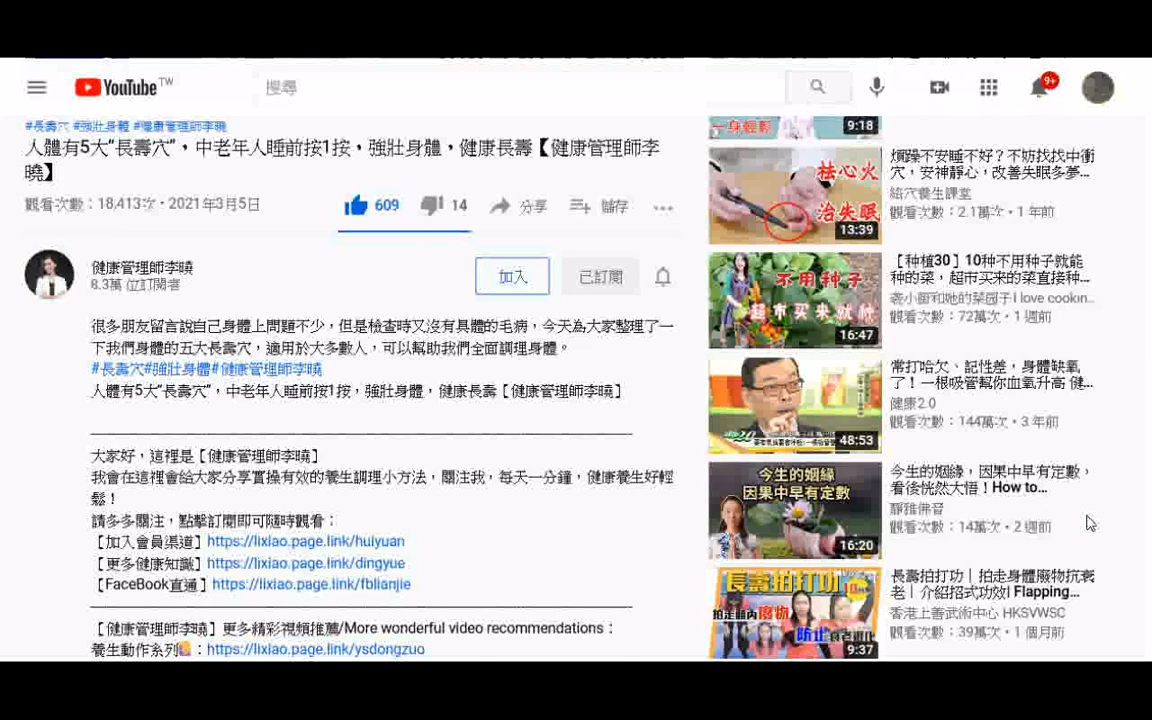 YouTube TW
搜尋
9+
#長壽穴 #強壯身體 #健康管理師李曉
人體有5大“長壽穴”，中老年人睡前按1按，強壯身體，健康長壽【健康管理師李
曉】
觀看次數：18,413次・2021年3月5日
609
14
分享
儲存
健康管理師李曉
8.3萬 位訂閱者
加入
已訂閱
很多朋友留言說自己身體上問題不少，但是檢查時又沒有具體的毛病，今天為大家整理了一
下我們身體的五大長壽穴，適用於大多數人，可以幫助我們全面調理身體。
#長壽穴#強壯身體#健康管理師李曉
人體有5大“長壽穴”，中老年人睡前按1按，強壯身體，健康長壽【健康管理師李曉】
大家好，這裡是【健康管理師李曉】
我會在這裡會給大家分享實操有效的養生調理小方法，關注我，每天一分鐘，健康養生好輕
鬆！
請多多關注，點擊訂閱即可隨時觀看：
【加入會員渠道】https://lixiao.page.link/huiyuan
【更多健康知識】https://lixiao.page.link/dingyue
【FaceBook直通】https://lixiao.page.link/fblianjie
【健康管理師李曉】更多精彩視頻推薦/More wonderful video recommendations：
養生動作系列：https://lixiao.page.link/ysdongzuo
一身輕鬆
9:18
祛心火
治失眠
13:39
煩躁不安睡不好？不妨找找中衝
穴，安神靜心，改善失眠多夢...
絡穴養生課堂
觀看次數：2.1萬次・1 年前
不用种子
超市买来就种
16:47
【种植30】10种不用种子就能
种的菜，超市买来的菜直接种...
I love cookin...
觀看次數：72萬次・1 週前
48:53
常打哈欠、記性差，身體缺氧
了！一根吸管幫你血氧升高 健...
健康2.0
觀看次數：144萬次・3 年前
今生的姻緣
因果中早有定數
16:20
今生的姻緣，因果中早有定數，
看後恍然大悟！How to...
靜雅佛音
觀看次數：14萬次・2 週前
長壽拍打功
拍走體內廢物
防止衰老退化
9:37
長壽拍打功｜拍走身體廢物抗衰
老｜介紹招式功效| Flapping...
香港上善武術中心 HKSVWSC
觀看次數：39萬次・1 個月前